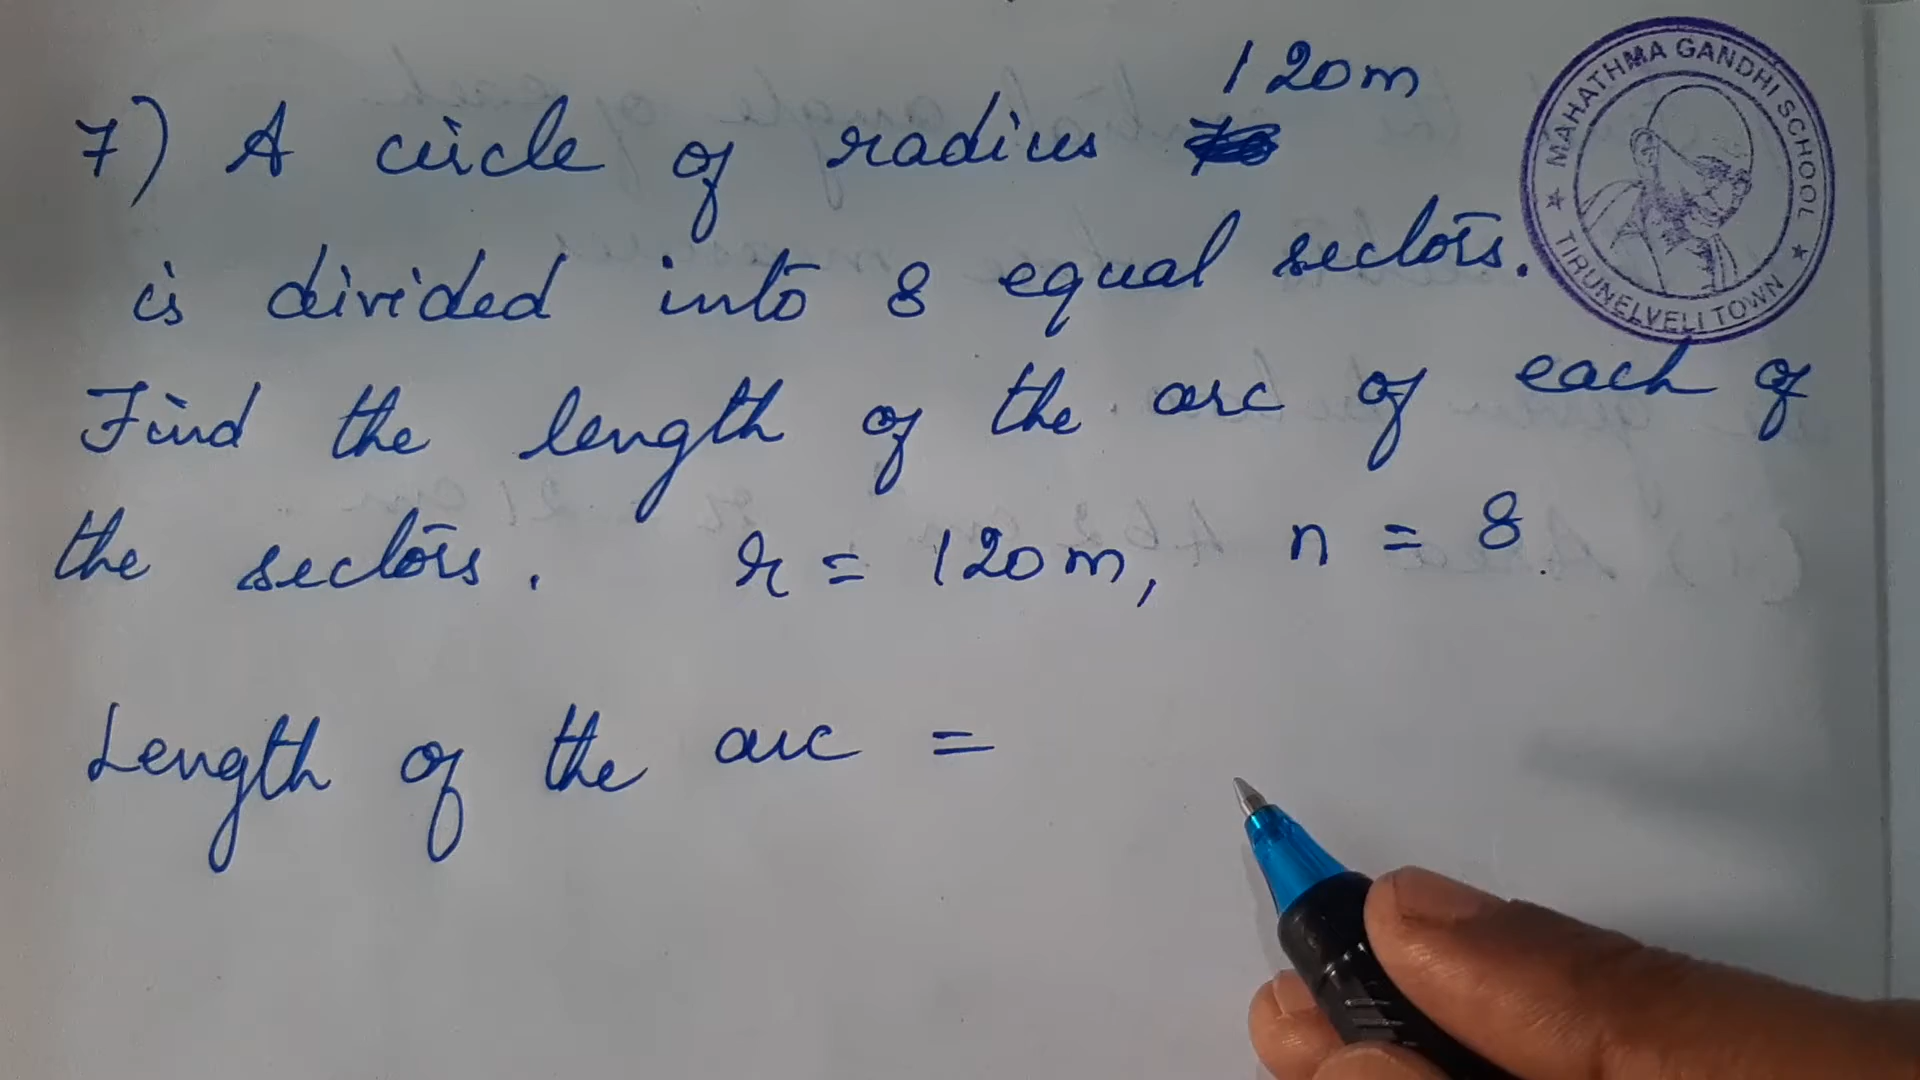 120m
7) A circle of radius
is divided into 8 equal sectors.
Find the length of the arc of each of
the sectors. r = 120m, n = 8
Length of the arc =
MAHATHMA GANDHI SCHOOL
TIRUNELVELI TOWN